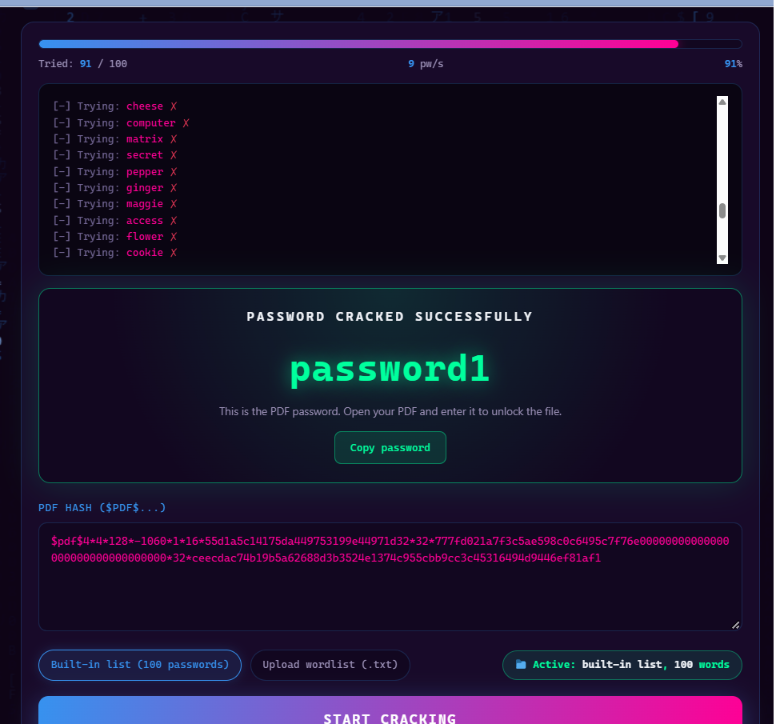 Tried: 91 / 100 9 pw/s 91%
[-] Trying: cheese ✗
[-] Trying: computer ✗
[-] Trying: matrix ✗
[-] Trying: secret ✗
[-] Trying: pepper ✗
[-] Trying: ginger ✗
[-] Trying: maggie ✗
[-] Trying: access ✗
[-] Trying: flower ✗
[-] Trying: cookie ✗
PASSWORD CRACKED SUCCESSFULLY
password1
This is the PDF password. Open your PDF and enter it to unlock the file.
Copy password
PDF HASH ($PDF$...)
$pdf$4*4*128*-1060*1*16*55d1a5c14175da449753199e44971d32*32*777fd021a7f3c5ae598c0c6495c7f76e00000000000000
000000000000000000*32*ceecdac74b19b5a62688d3b3524e1374c955cbb9cc3c45316494d9446ef81af1
Built-in list (100 passwords) Upload wordlist (.txt) Active: built-in list, 100 words
START CRACKING